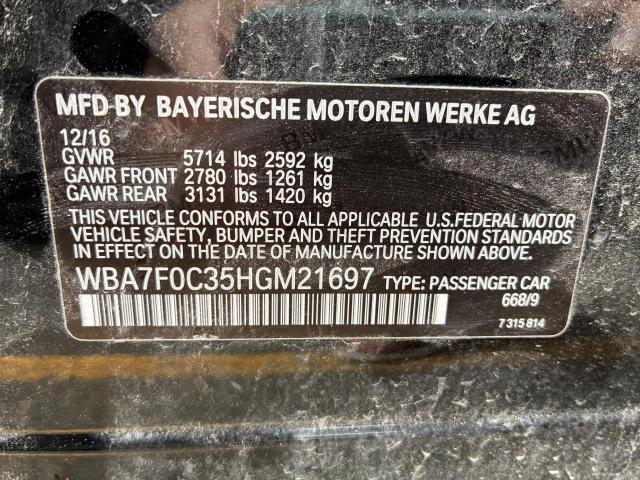 MFD BY BAYERISCHE MOTOREN WERKE AG
12/16
GVWR 5714 lbs 2592 kg
GAWR FRONT 2780 lbs 1261 kg
GAWR REAR 3131 lbs 1420 kg
THIS VEHICLE CONFORMS TO ALL APPLICABLE U.S.FEDERAL MOTOR
VEHICLE SAFETY, BUMPER AND THEFT PREVENTION STANDARDS
IN EFFECT ON THE DATE OF MANUFACTURE SHOWN ABOVE.
WBA7F0C35HGM21697 TYPE: PASSENGER CAR
668/9
7 315 814